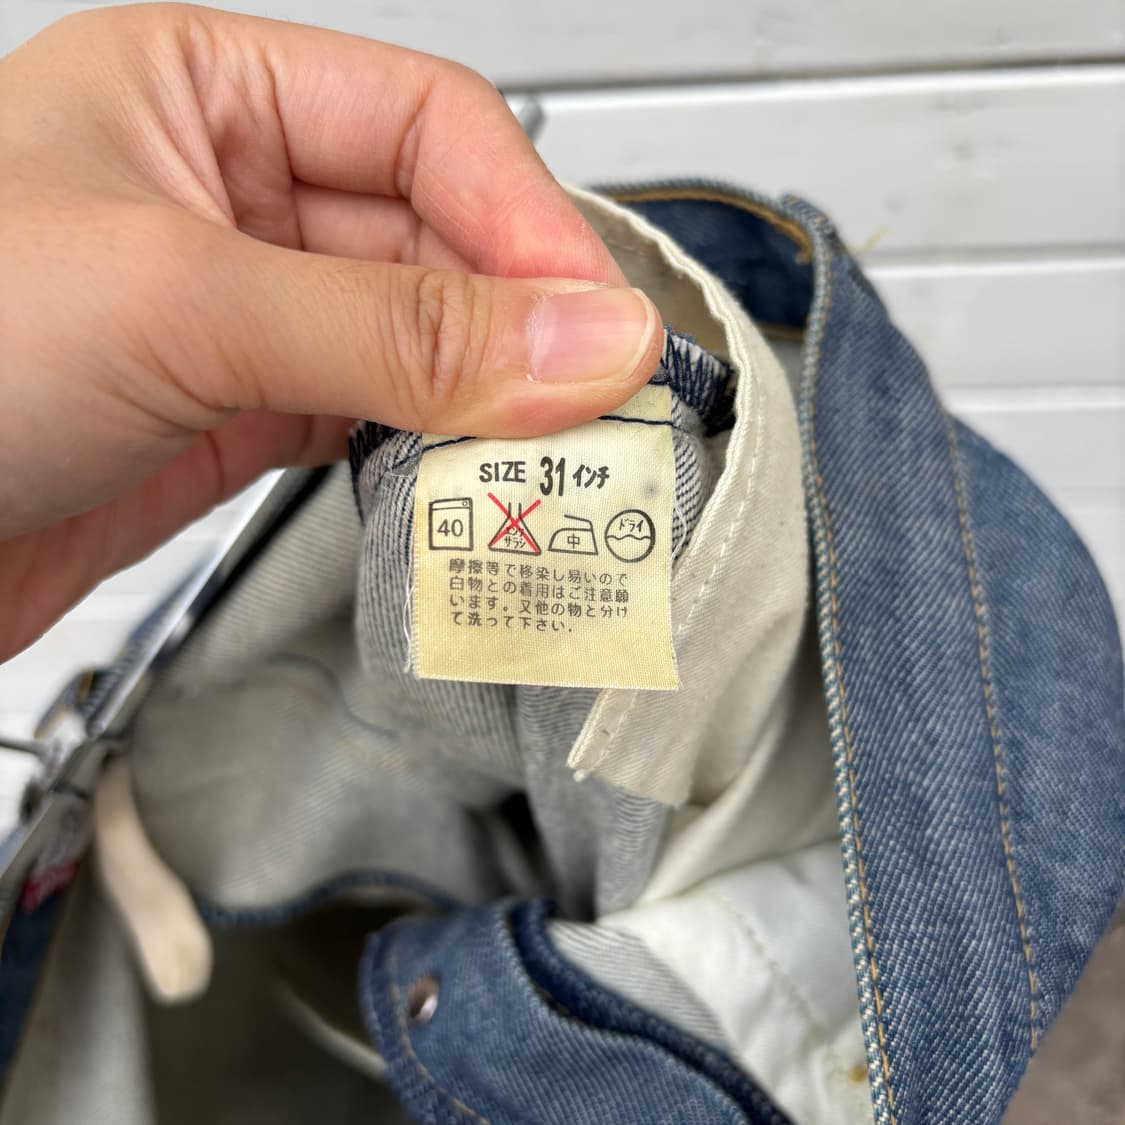 SIZE 31 インチ
40
サラシ
中
ドライ
摩擦等で移染し易いので
白物との着用はご注意願
います。又他の物と分け
て洗って下さい.